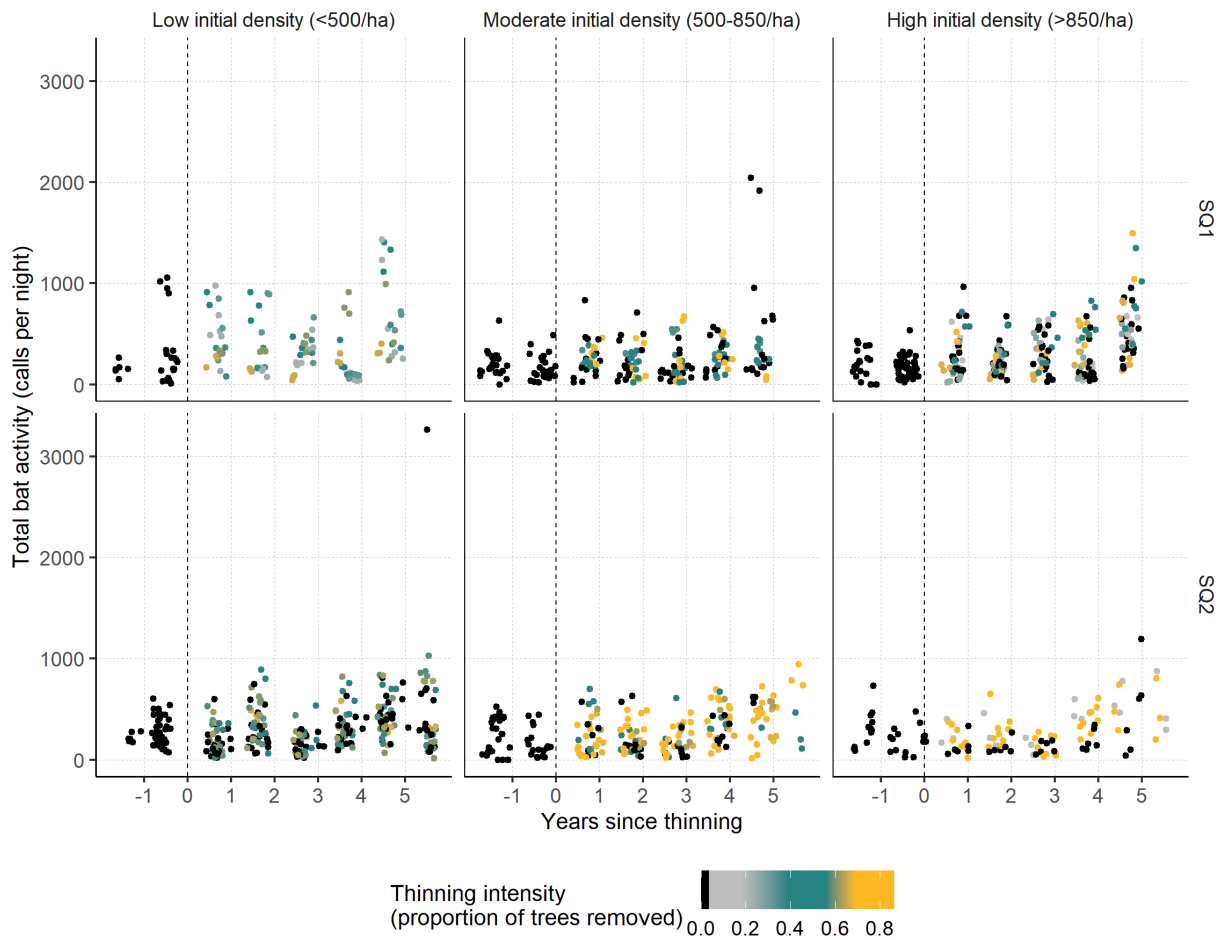 Low initial density (<500/ha)
Moderate initial density (500-850/ha)
High initial density (>850/ha)
Total bat activity (calls per night)
3000
2000
1000
0
SQ1
3000
2000
1000
0
SQ2
-1 0 1 2 3 4 5
-1 0 1 2 3 4 5
-1 0 1 2 3 4 5
Years since thinning
Thinning intensity
(proportion of trees removed)
0.0 0.2 0.4 0.6 0.8